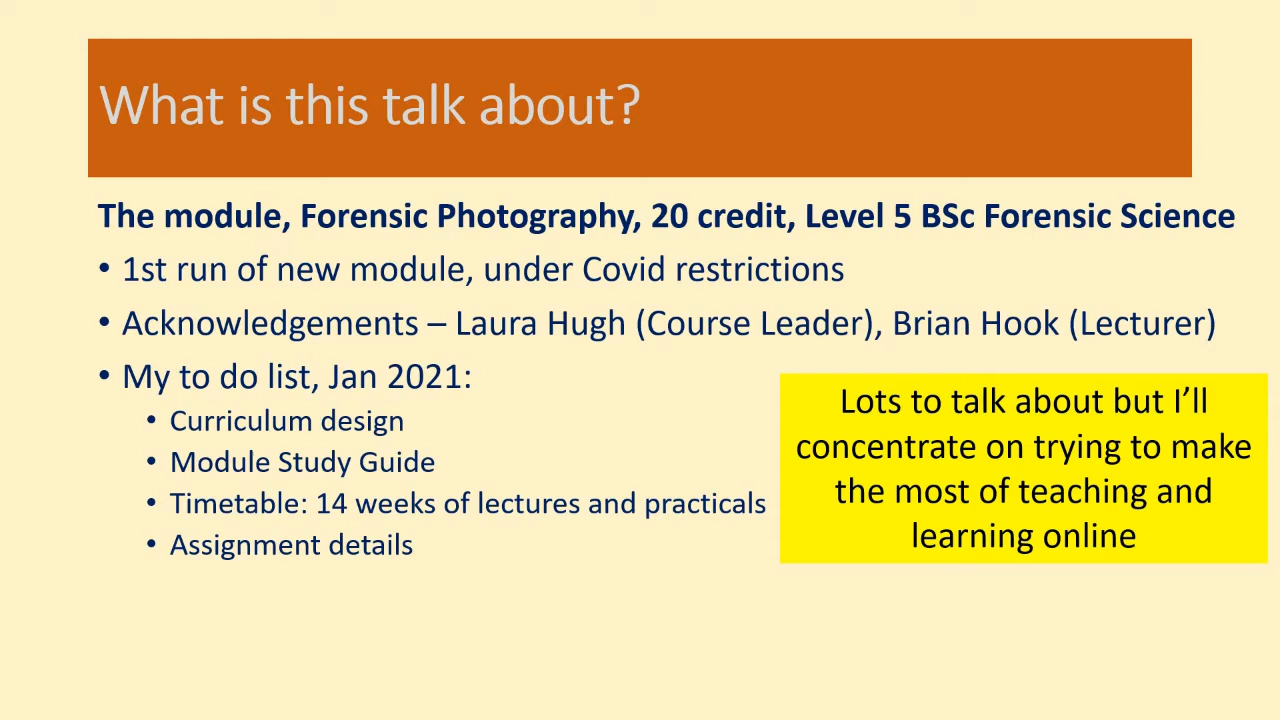 What is this talk about?
The module, Forensic Photography, 20 credit, Level 5 BSc Forensic Science
• 1st run of new module, under Covid restrictions
• Acknowledgements – Laura Hugh (Course Leader), Brian Hook (Lecturer)
• My to do list, Jan 2021:
• Curriculum design
• Module Study Guide
• Timetable: 14 weeks of lectures and practicals
• Assignment details
Lots to talk about but I’ll
concentrate on trying to make
the most of teaching and
learning online